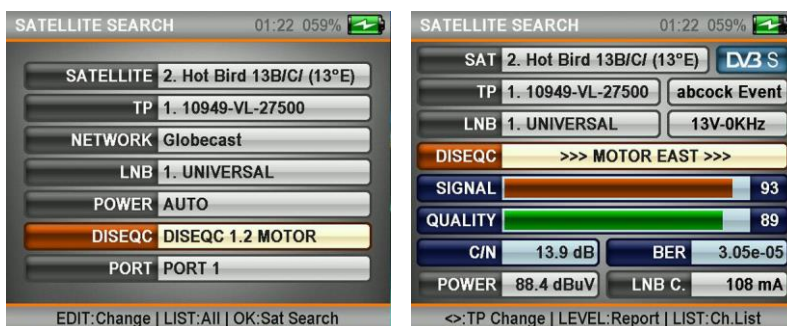 SATELLITE SEARCH 01:22 059%
SATELLITE 2. Hot Bird 13B/C/ (13°E)
TP 1. 10949-VL-27500
NETWORK Globecast
LNB 1. UNIVERSAL
POWER AUTO
DISEQC DISEQC 1.2 MOTOR
PORT PORT 1
EDIT:Change | LIST:All | OK:Sat Search
SATELLITE SEARCH 01:22 059%
SAT 2. Hot Bird 13B/C/ (13°E) DVB S
TP 1. 10949-VL-27500 abcock Event
LNB 1. UNIVERSAL 13V-0KHz
DISEQC >>> MOTOR EAST >>>
SIGNAL 93
QUALITY 89
C/N 13.9 dB BER 3.05e-05
POWER 88.4 dBuV LNB C. 108 mA
<>:TP Change | LEVEL:Report | LIST:Ch.List